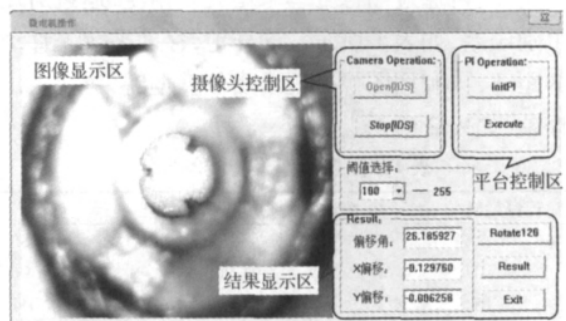 图像显示区
摄像头控制区
Camera Operation:
Open[IDS]
Stop[IDS]
PI Operation:
InitPI
Execute
平台控制区
阈值选择:
100 — 255
Result:
偏移角: 26.185927
X偏移: -0.129760
Y偏移: -0.086258
Rotate120
Result
Exit
结果显示区